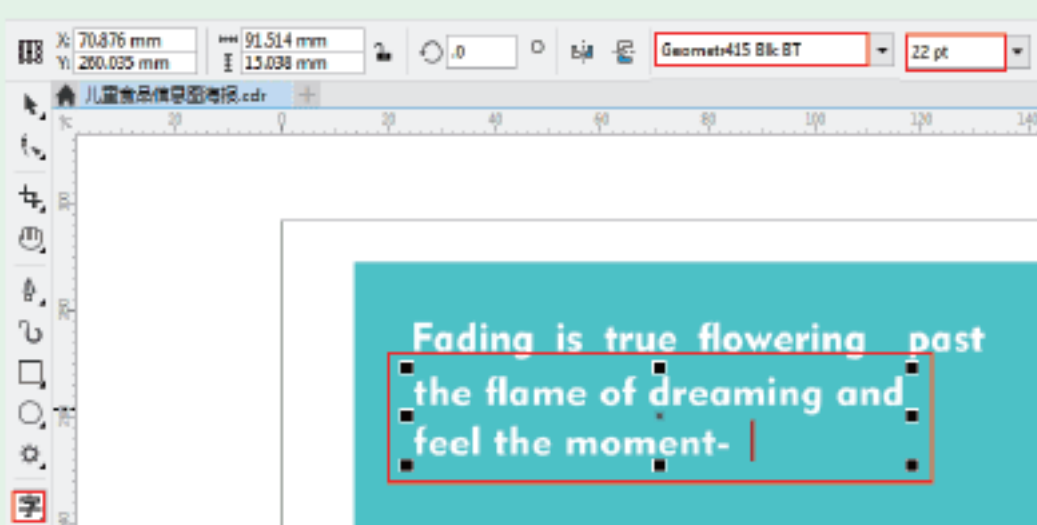 X: 70.876 mm 91.514 mm .0 Geometr415 Blk BT 22 pt
Y: 260.035 mm 15.038 mm
儿童食品信息图海报.cdr
20 0 20 40 60 80 100 120 140
Fading is true flowering past
the flame of dreaming and
feel the moment-
字